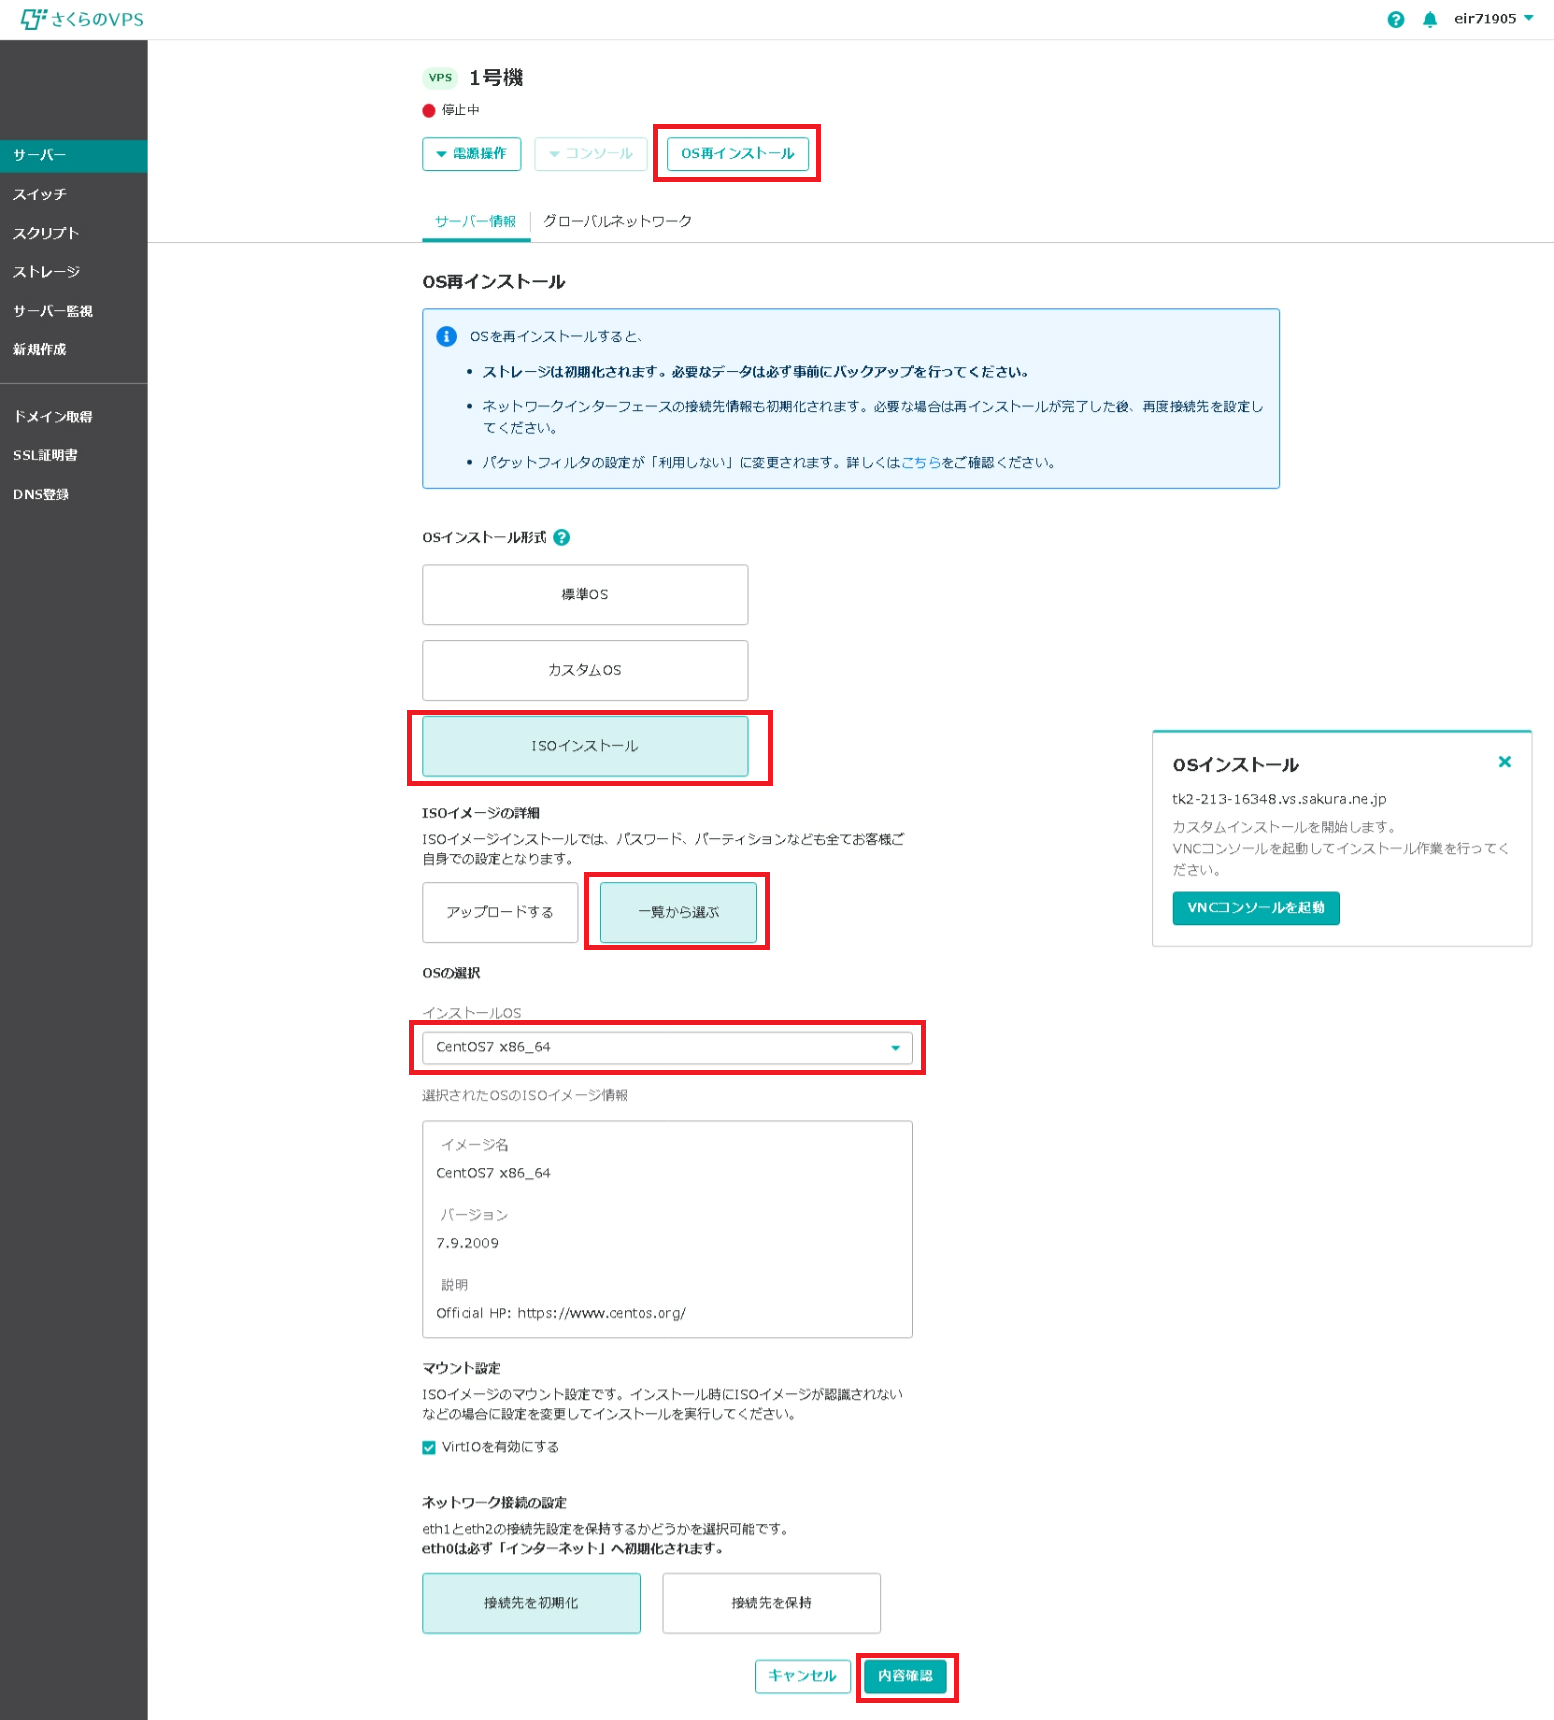 さくらのVPS
eir71905
サーバー
スイッチ
スクリプト
ストレージ
サーバー監視
新規作成
ドメイン取得
SSL証明書
DNS登録
VPS 1号機
停止中
電源操作 コンソール OS再インストール
サーバー情報 グローバルネットワーク
OS再インストール
OSを再インストールすると、
• ストレージは初期化されます。必要なデータは必ず事前にバックアップを行ってください。
• ネットワークインターフェースの接続先情報も初期化されます。必要な場合は再インストールが完了した後、再度接続先を設定し
てください。
• パケットフィルタの設定が「利用しない」に変更されます。詳しくはこちらをご確認ください。
OSインストール形式 ?
標準OS
カスタムOS
ISOインストール
ISOイメージの詳細
ISOイメージインストールでは、パスワード、パーティションなども全てお客様ご
自身での設定となります。
アップロードする 一覧から選ぶ
OSの選択
インストールOS
CentOS7 x86_64
選択されたOSのISOイメージ情報
イメージ名
CentOS7 x86_64
バージョン
7.9.2009
説明
Official HP: https://www.centos.org/
マウント設定
ISOイメージのマウント設定です。インストール時にISOイメージが認識されない
などの場合に設定を変更してインストールを実行してください。
VirtIOを有効にする
ネットワーク接続の設定
eth1とeth2の接続先設定を保持するかどうかを選択可能です。
eth0は必ず「インターネット」へ初期化されます。
接続先を初期化 接続先を保持
キャンセル 内容確認
OSインストール
tk2-213-16348.vs.sakura.ne.jp
カスタムインストールを開始します。
VNCコンソールを起動してインストール作業を行ってく
ださい。
VNCコンソールを起動